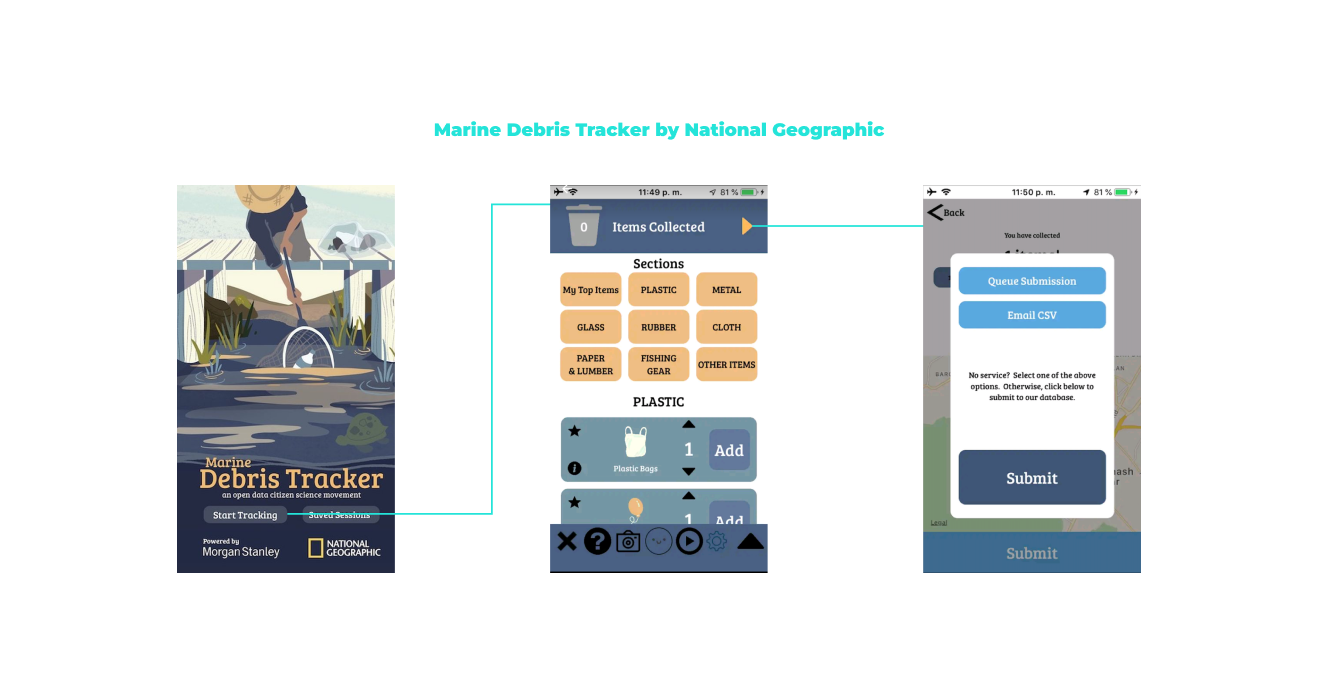 Marine Debris Tracker by National Geographic
Marine
Debris Tracker
an open data citizen science movement
Start Tracking
Saved Sessions
Powered by
Morgan Stanley
NATIONAL
GEOGRAPHIC
11:49 p. m.
81 %
0
Items Collected
Sections
My Top Items
PLASTIC
METAL
GLASS
RUBBER
CLOTH
PAPER
& LUMBER
FISHING
GEAR
OTHER ITEMS
PLASTIC
1
Add
Plastic Bags
1
Add
11:50 p. m.
81 %
Back
You have collected
Queue Submission
Email CSV
No service? Select one of the above
options. Otherwise, click below to
submit to our database.
Submit
Legal
Submit